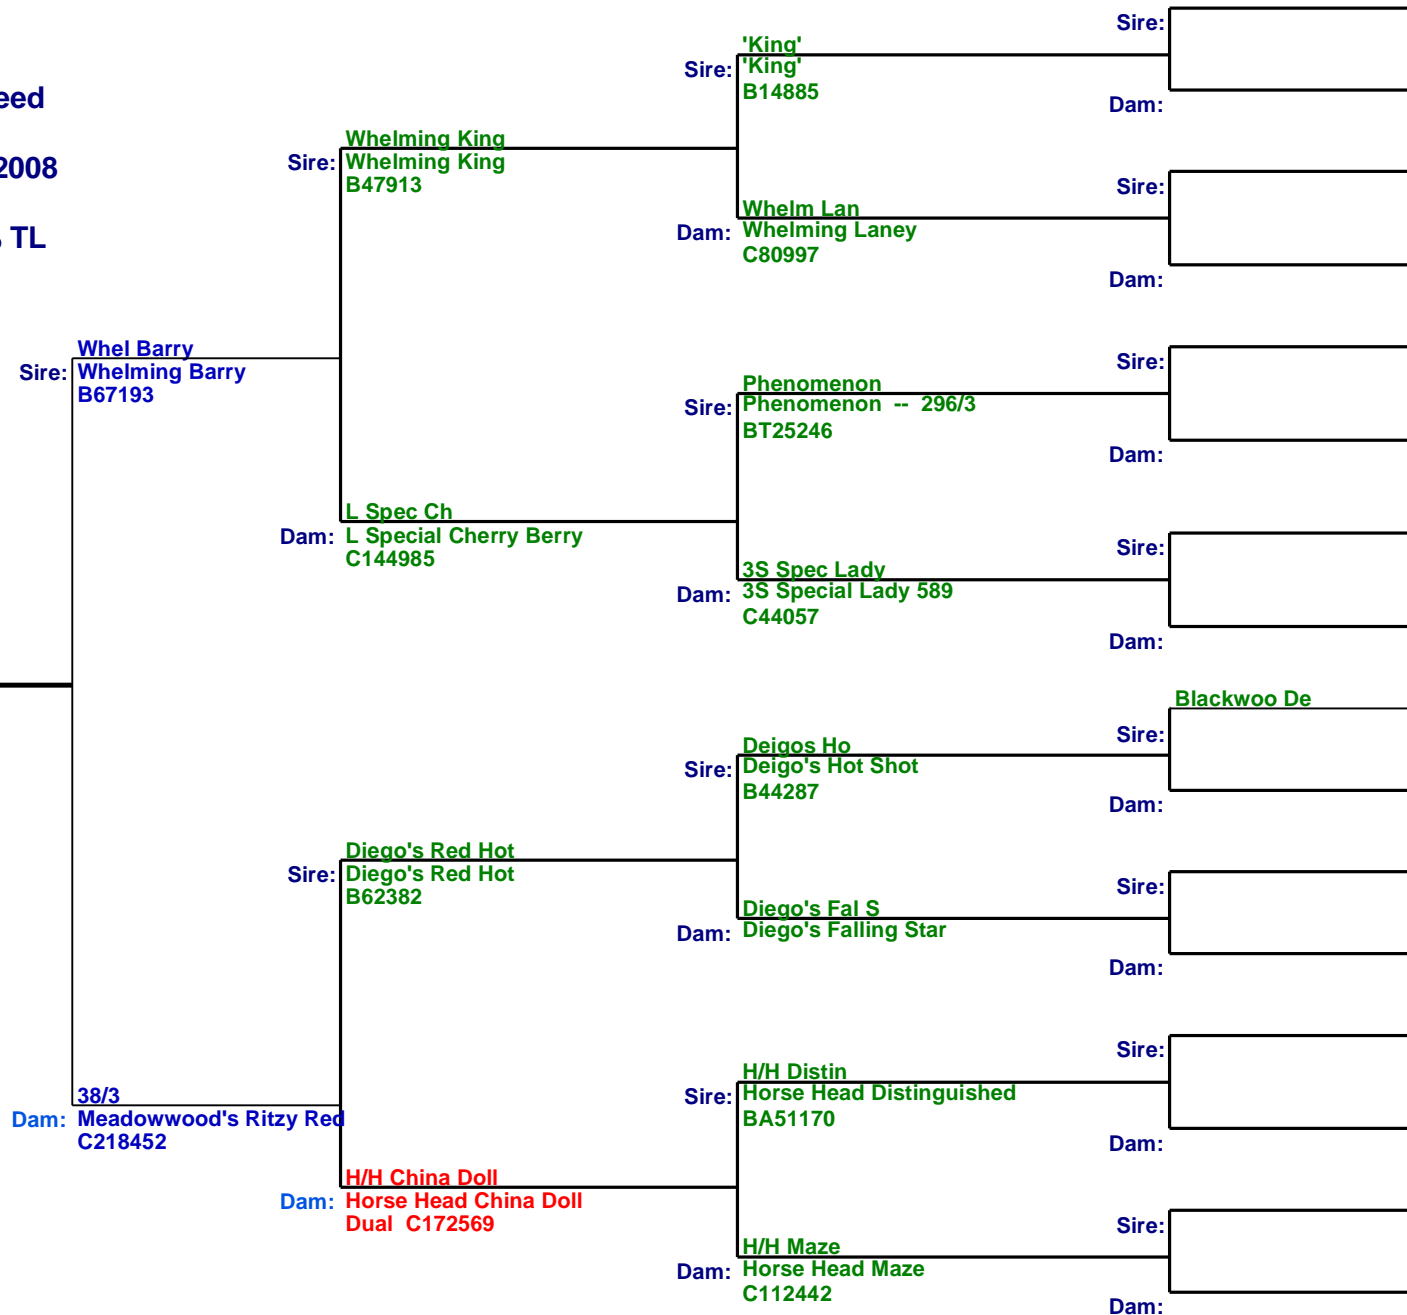 eed
2008
TL
Sire:
Whel Barry
Whelming Barry
B67193
Dam:
38/3
Meadowwood's Ritzy Red
C218452
Sire:
Whelming King
Whelming King
B47913
Dam:
L Spec Ch
L Special Cherry Berry
C144985
Sire:
Diego's Red Hot
Diego's Red Hot
B62382
Dam:
H/H China Doll
Horse Head China Doll
Dual C172569
Sire:
'King'
'King'
B14885
Dam:
Whelm Lan
Whelming Laney
C80997
Sire:
Phenomenon
Phenomenon -- 296/3
BT25246
Dam:
3S Spec Lady
3S Special Lady 589
C44057
Sire:
Deigos Ho
Deigo's Hot Shot
B44287
Dam:
Diego's Fal S
Diego's Falling Star
Sire:
H/H Distin
Horse Head Distinguished
BA51170
Dam:
H/H Maze
Horse Head Maze
C112442
Sire:
Dam:
Sire:
Dam:
Sire:
Dam:
Sire:
Dam:
Blackwoo De
Sire:
Dam:
Sire:
Dam:
Sire:
Dam:
Sire:
Dam: